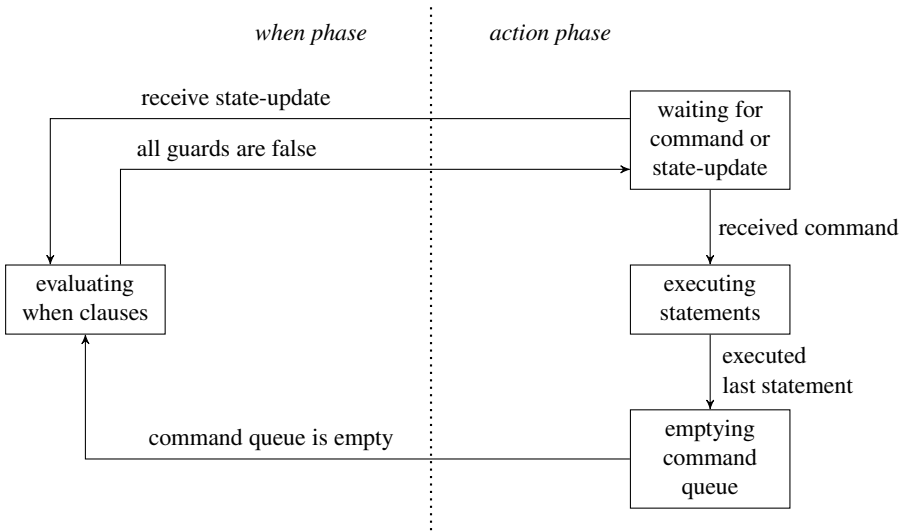 when phase
action phase
receive state-update
waiting for
command or
state-update
all guards are false
received command
evaluating
when clauses
executing
statements
executed
last statement
command queue is empty
emptying
command
queue